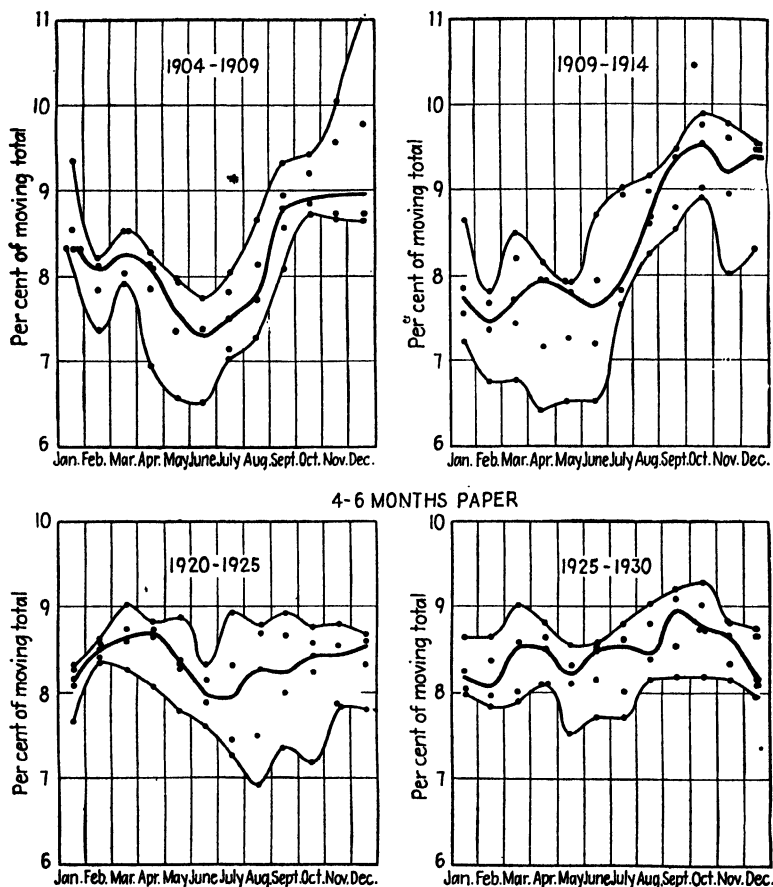 11
10
9
8
7
6
Per cent of moving total
1904-1909
Jan. Feb. Mar. Apr. May June July Aug. Sept. Oct. Nov. Dec.
11
10
9
8
7
6
Per cent of moving total
1909-1914
Jan. Feb. Mar. Apr. May June July Aug. Sept. Oct. Nov. Dec.
4-6 MONTHS PAPER
10
9
8
7
6
Per cent of moving total
1920-1925
Jan. Feb. Mar. Apr. May June July Aug. Sept. Oct. Nov. Dec.
10
9
8
7
6
Per cent of moving total
1925-1930
Jan. Feb. Mar. Apr. May June July Aug. Sept. Oct. Nov. Dec.